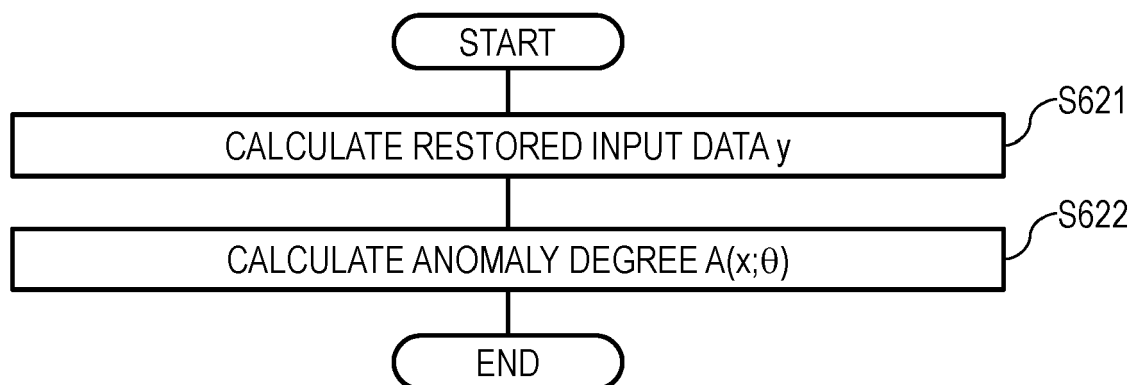 START
S621
CALCULATE RESTORED INPUT DATA y
S622
CALCULATE ANOMALY DEGREE A(x;θ)
END